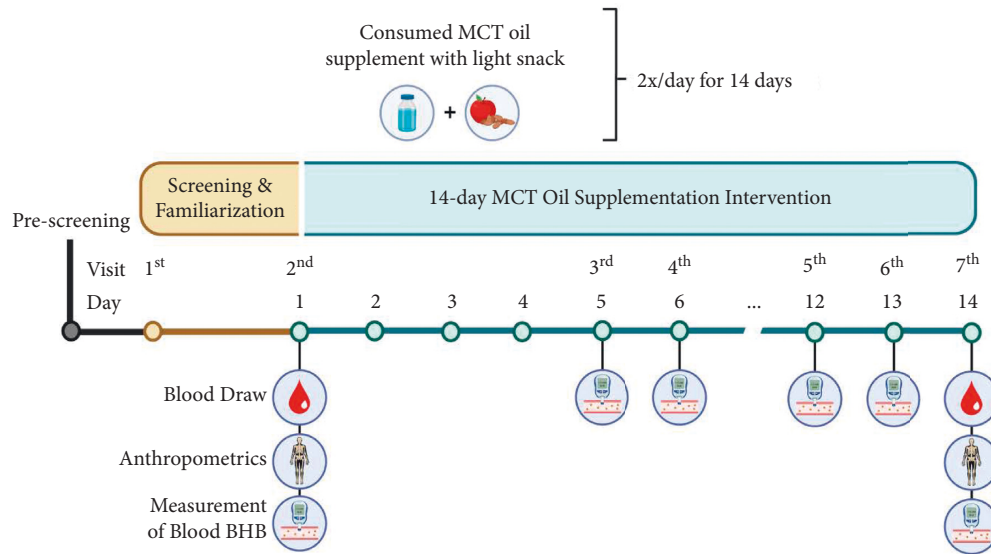 Consumed MCT oil
supplement with light snack
+
2x/day for 14 days
Screening &
Familiarization
14-day MCT Oil Supplementation Intervention
Pre-screening
Visit 1st 2nd 3rd 4th 5th 6th 7th
Day 1 2 3 4 5 6 ... 12 13 14
Blood Draw
Anthropometrics
Measurement
of Blood BHB